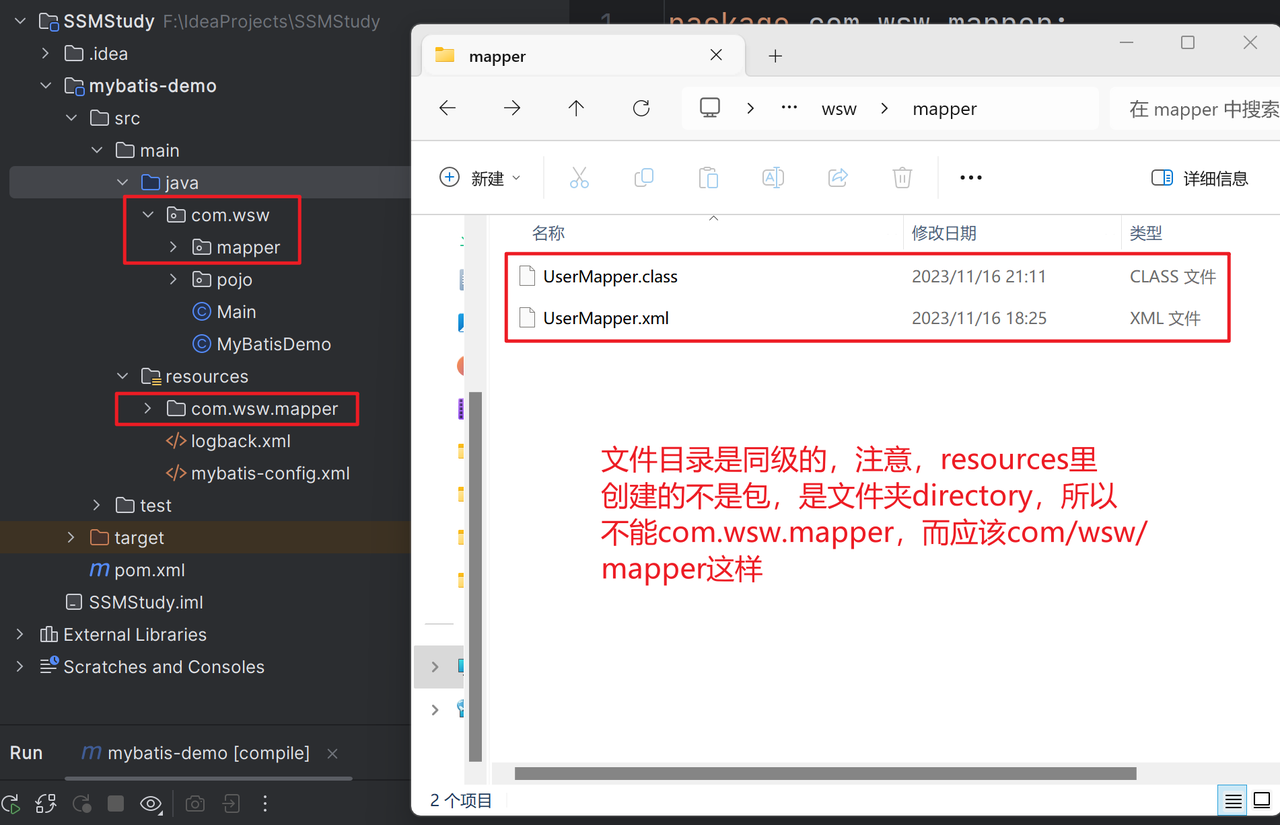 SSMStudy F:\IdeaProjects\SSMStudy
.idea
mybatis-demo
src
main
java
com.wsw
mapper
pojo
Main
MyBatisDemo
resources
com.wsw.mapper
logback.xml
mybatis-config.xml
test
target
pom.xml
SSMStudy.iml
External Libraries
Scratches and Consoles
Run mybatis-demo [compile]
1 package com.wsw.mapper;
mapper
wsw mapper 在 mapper 中搜索
新建 详细信息
名称 修改日期 类型
UserMapper.class 2023/11/16 21:11 CLASS 文件
UserMapper.xml 2023/11/16 18:25 XML 文件
文件目录是同级的，注意，resources里
创建的不是包，是文件夹directory，所以
不能com.wsw.mapper，而应该com/wsw/
mapper这样
2 个项目